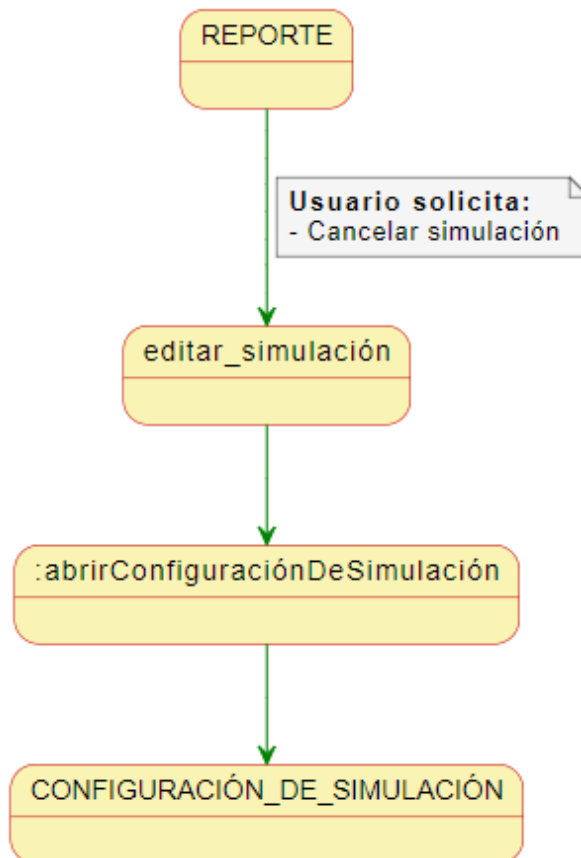 REPORTE
Usuario solicita:
- Cancelar simulación
editar_simulación
:abrirConfiguraciónDeSimulación
CONFIGURACIÓN_DE_SIMULACIÓN